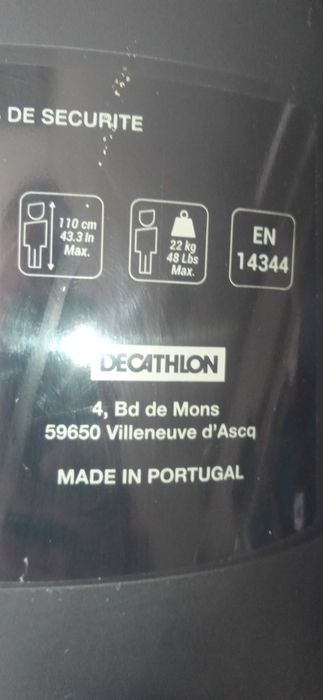 DE SECURITE
110 cm
43.3 In
Max.
22 kg
48 Lbs
Max.
EN
14344
DECATHLON
4, Bd de Mons
59650 Villeneuve d'Ascq
MADE IN PORTUGAL